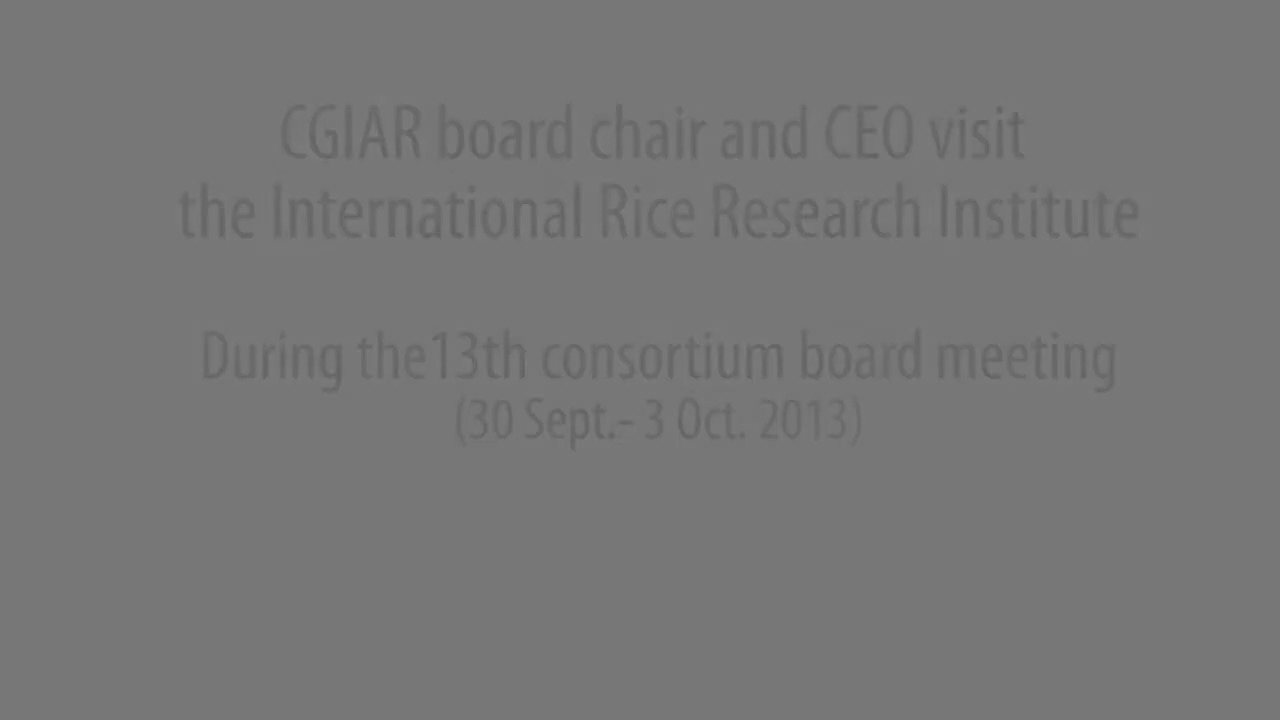 CGIAR board chair and CEO visit
the International Rice Research Institute
During the13th consortium board meeting
(30 Sept.- 3 Oct. 2013)